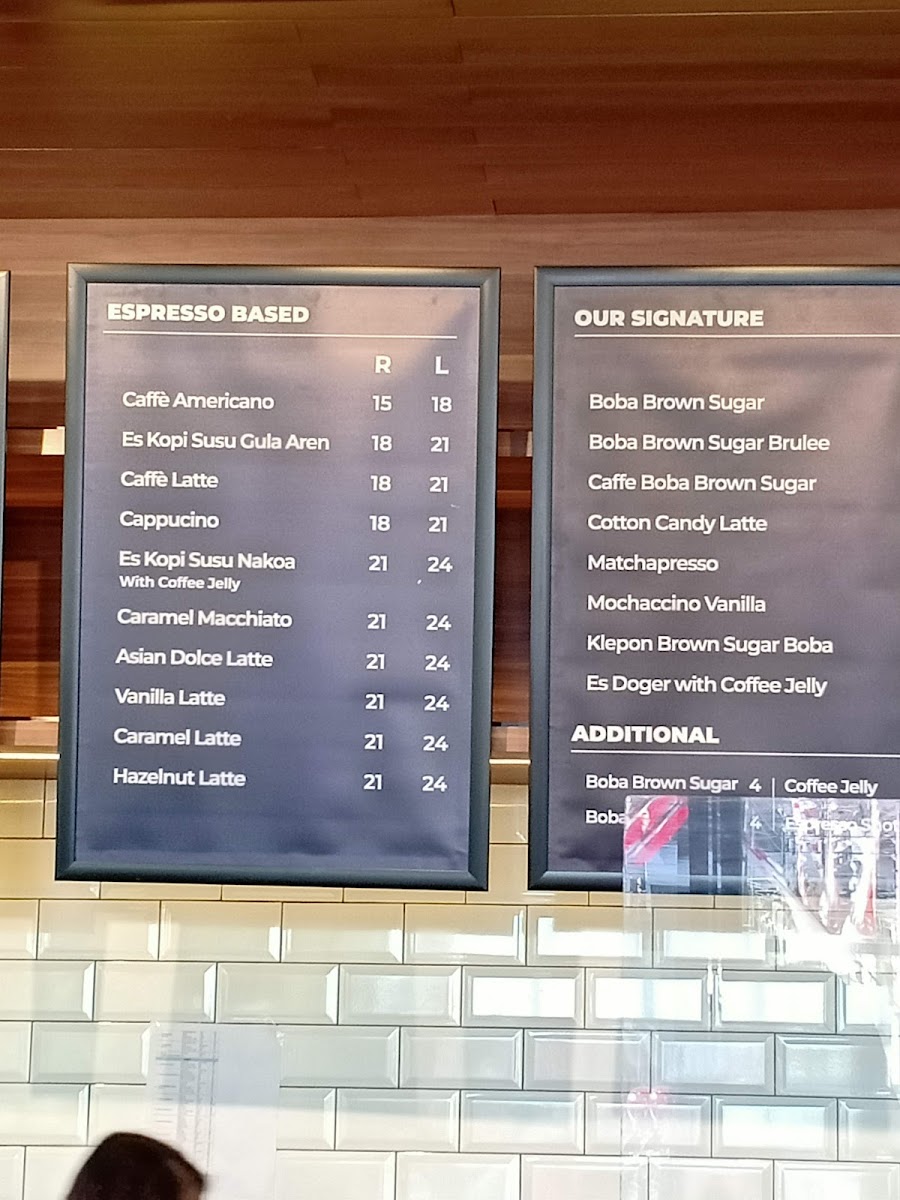 ESPRESSO BASED
R L
Caffè Americano 15 18
Es Kopi Susu Gula Aren 18 21
Caffè Latte 18 21
Cappucino 18 21
Es Kopi Susu Nakoa 21 24
With Coffee Jelly
Caramel Macchiato 21 24
Asian Dolce Latte 21 24
Vanilla Latte 21 24
Caramel Latte 21 24
Hazelnut Latte 21 24
OUR SIGNATURE
Boba Brown Sugar
Boba Brown Sugar Brulee
Caffe Boba Brown Sugar
Cotton Candy Latte
Matchapresso
Mochaccino Vanilla
Klepon Brown Sugar Boba
Es Doger with Coffee Jelly
ADDITIONAL
Boba Brown Sugar 4 | Coffee Jelly
Boba 4 | Espresso